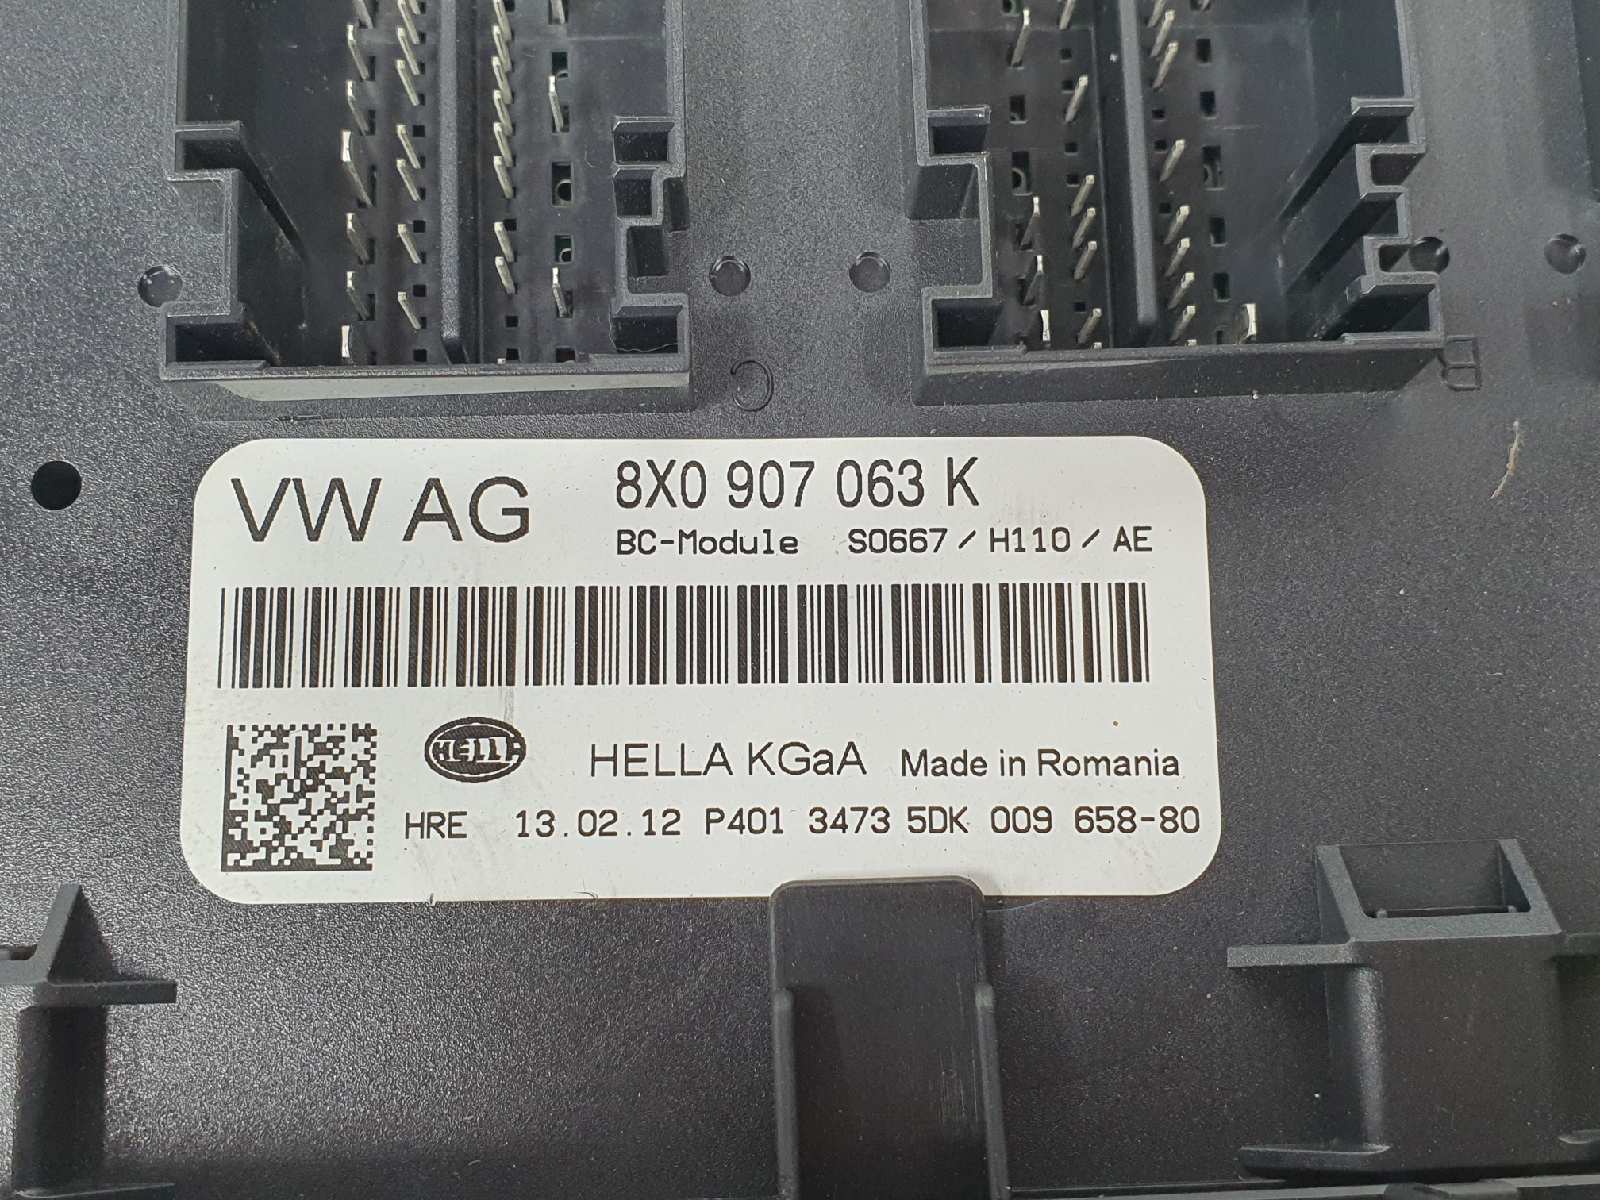 C
B
VW AG
8X0 907 063 K
BC-Module S0667 / H110 / AE
HELLA
HELLA KGaA Made in Romania
HRE 13.02.12 P401 3473 5DK 009 658-80